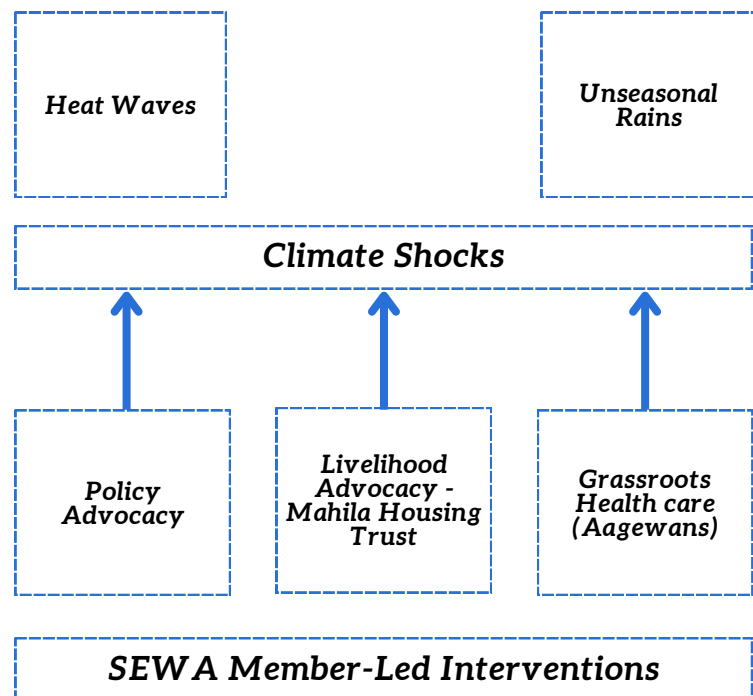 Heat Waves
Unseasonal
Rains
Climate Shocks
Policy
Advocacy
Livelihood
Advocacy -
Mahila Housing
Trust
Grassroots
Health care
(Aagewans)
SEWA Member-Led Interventions